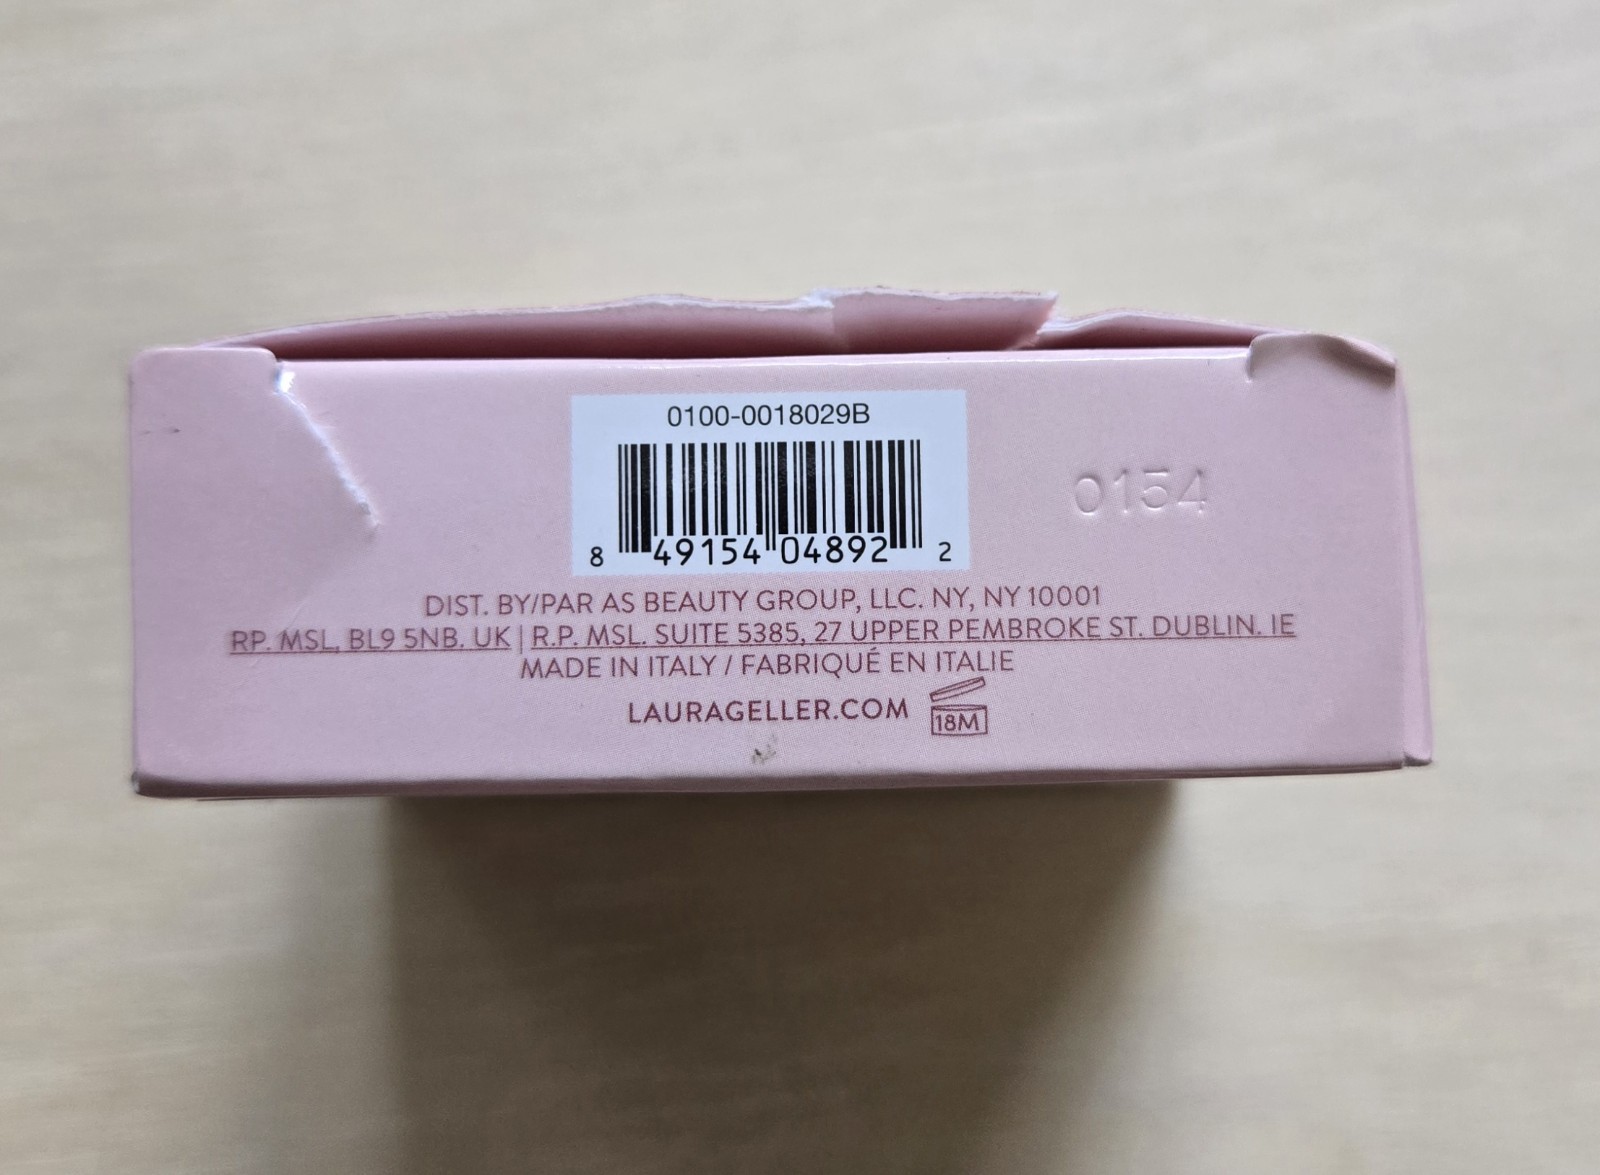 0100-0018029B
8 49154 04892 2
0154
DIST. BY/PAR AS BEAUTY GROUP, LLC. NY, NY 10001
RP. MSL, BL9 5NB. UK | R.P. MSL. SUITE 5385, 27 UPPER PEMBROKE ST. DUBLIN. IE
MADE IN ITALY / FABRIQUÉ EN ITALIE
LAURAGELLER.COM
18M